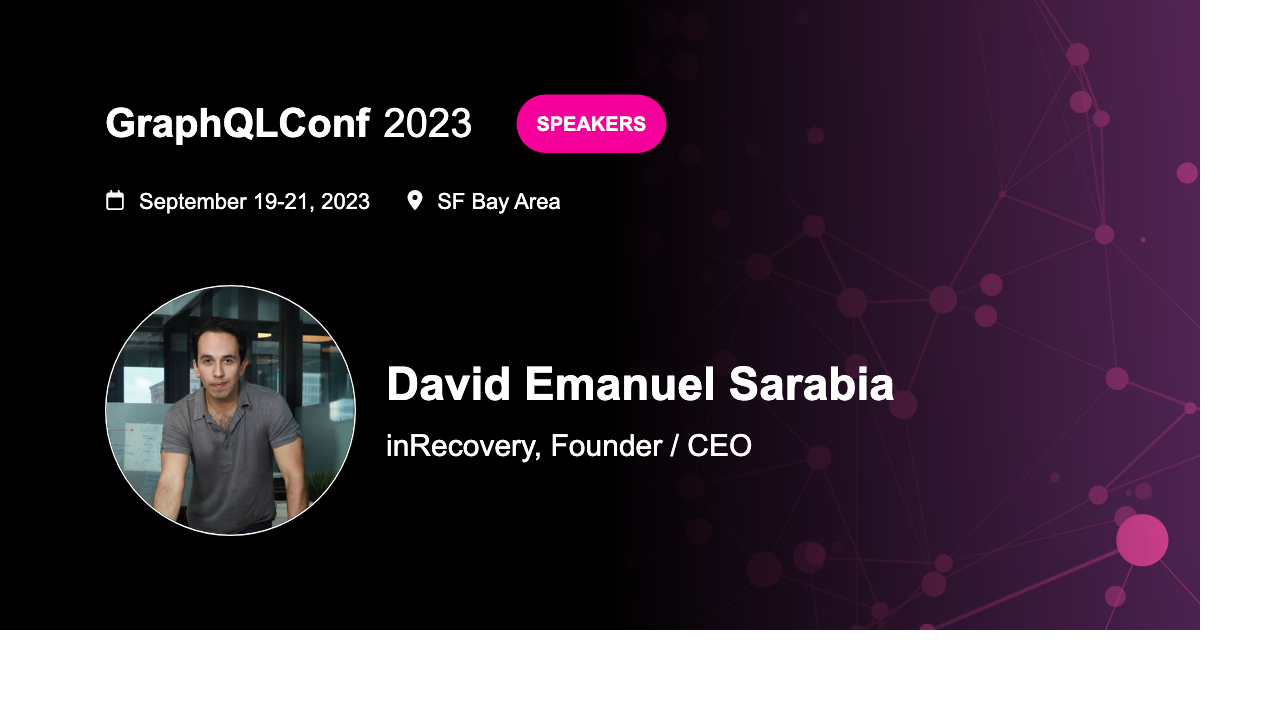 GraphQLConf 2023
SPEAKERS
September 19-21, 2023
SF Bay Area
David Emanuel Sarabia
inRecovery, Founder / CEO